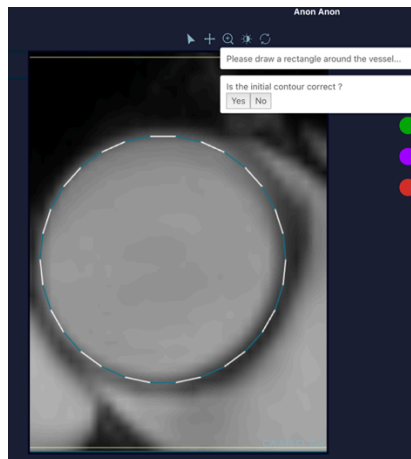 Anon Anon
Please draw a rectangle around the vessel...
Is the initial contour correct ?
Yes No